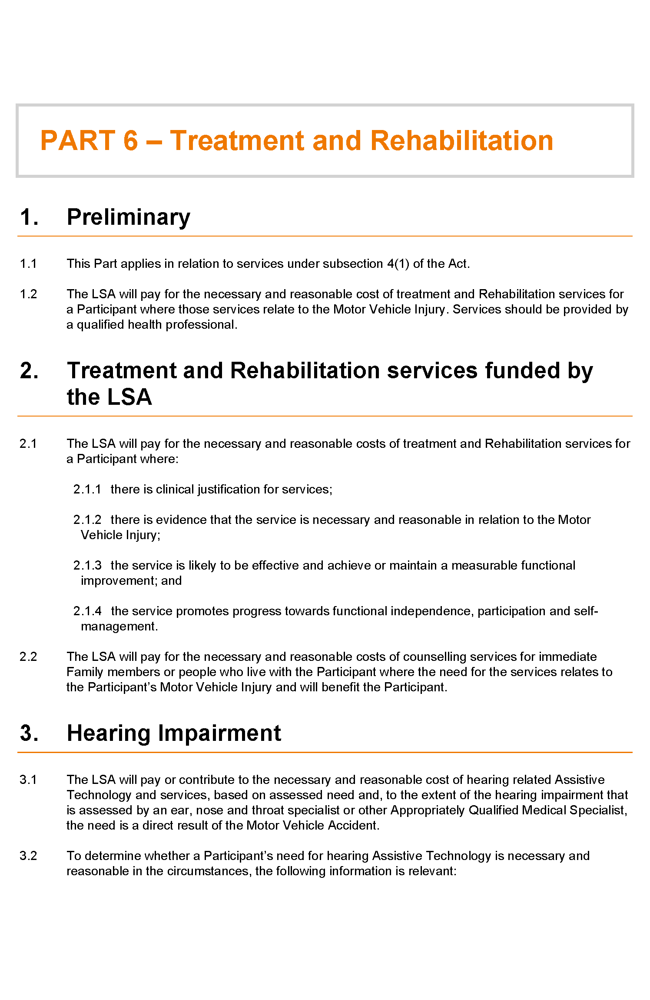 PART 6 – Treatment and Rehabilitation
1. Preliminary
1.1 This Part applies in relation to services under subsection 4(1) of the Act.
1.2 The LSA will pay for the necessary and reasonable cost of treatment and Rehabilitation services for
a Participant where those services relate to the Motor Vehicle Injury. Services should be provided by
a qualified health professional.
2. Treatment and Rehabilitation services funded by
the LSA
2.1 The LSA will pay for the necessary and reasonable costs of treatment and Rehabilitation services for
a Participant where:
2.1.1 there is clinical justification for services;
2.1.2 there is evidence that the service is necessary and reasonable in relation to the Motor
Vehicle Injury;
2.1.3 the service is likely to be effective and achieve or maintain a measurable functional
improvement; and
2.1.4 the service promotes progress towards functional independence, participation and self-
management.
2.2 The LSA will pay for the necessary and reasonable costs of counselling services for immediate
Family members or people who live with the Participant where the need for the services relates to
the Participant’s Motor Vehicle Injury and will benefit the Participant.
3. Hearing Impairment
3.1 The LSA will pay or contribute to the necessary and reasonable cost of hearing related Assistive
Technology and services, based on assessed need and, to the extent of the hearing impairment that
is assessed by an ear, nose and throat specialist or other Appropriately Qualified Medical Specialist,
the need is a direct result of the Motor Vehicle Accident.
3.2 To determine whether a Participant’s need for hearing Assistive Technology is necessary and
reasonable in the circumstances, the following information is relevant: